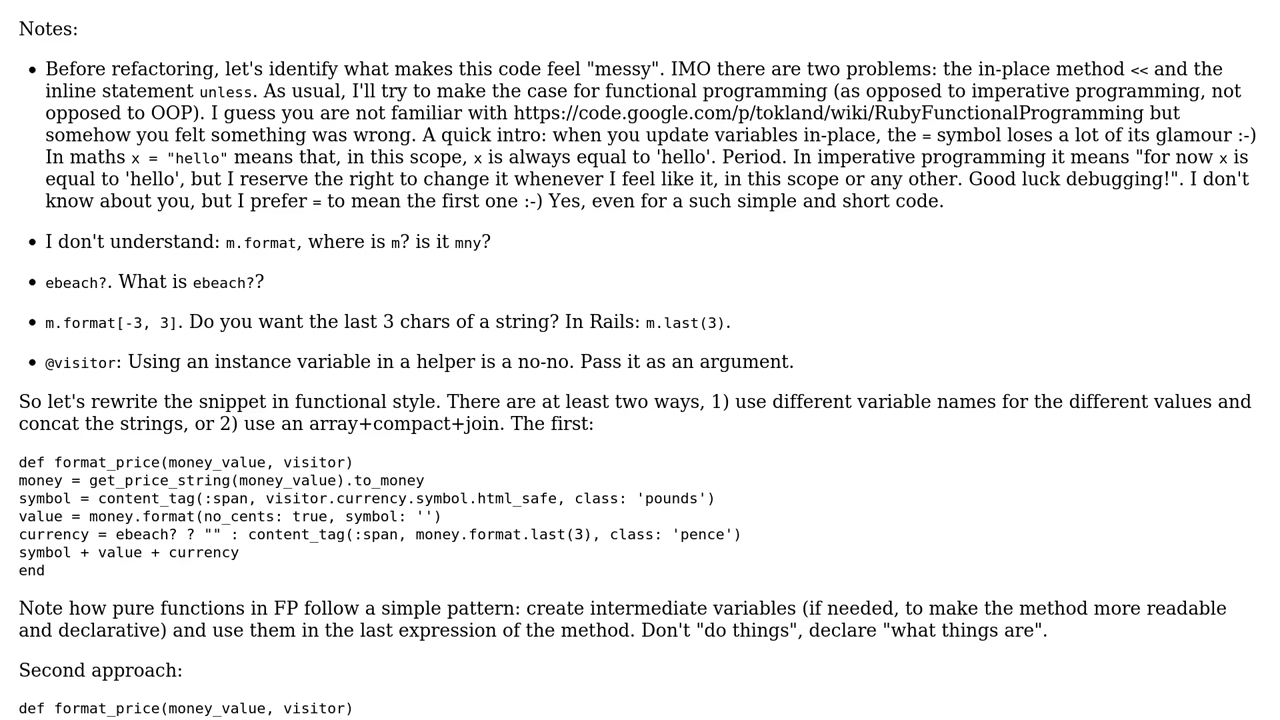 Notes:
• Before refactoring, let's identify what makes this code feel "messy". IMO there are two problems: the in-place method << and the
inline statement unless. As usual, I'll try to make the case for functional programming (as opposed to imperative programming, not
opposed to OOP). I guess you are not familiar with https://code.google.com/p/tokland/wiki/RubyFunctionalProgramming but
somehow you felt something was wrong. A quick intro: when you update variables in-place, the = symbol loses a lot of its glamour :-)
In maths x = "hello" means that, in this scope, x is always equal to 'hello'. Period. In imperative programming it means "for now x is
equal to 'hello', but I reserve the right to change it whenever I feel like it, in this scope or any other. Good luck debugging!". I don't
know about you, but I prefer = to mean the first one :-) Yes, even for a such simple and short code.
• I don't understand: m.format, where is m? is it mny?
• ebeach?. What is ebeach??
• m.format[-3, 3]. Do you want the last 3 chars of a string? In Rails: m.last(3).
• @visitor: Using an instance variable in a helper is a no-no. Pass it as an argument.
So let's rewrite the snippet in functional style. There are at least two ways, 1) use different variable names for the different values and
concat the strings, or 2) use an array+compact+join. The first:
def format_price(money_value, visitor)
money = get_price_string(money_value).to_money
symbol = content_tag(:span, visitor.currency.symbol.html_safe, class: 'pounds')
value = money.format(no_cents: true, symbol: '')
currency = ebeach? ? "" : content_tag(:span, money.format.last(3), class: 'pence')
symbol + value + currency
end
Note how pure functions in FP follow a simple pattern: create intermediate variables (if needed, to make the method more readable
and declarative) and use them in the last expression of the method. Don't "do things", declare "what things are".
Second approach:
def format_price(money_value, visitor)